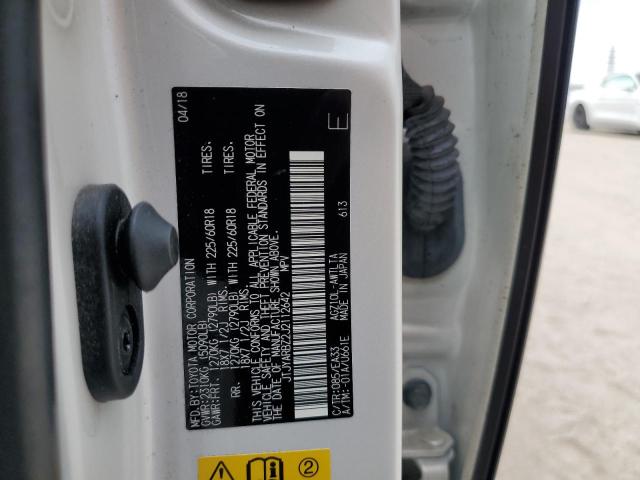 MFD.BY:TOYOTA MOTOR CORPORATION 04/18
GVWR:2310KG (5090LB)
GAWR:FRT. 1270KG (2790LB) WITH 225/60R18 TIRES.
18X7 1/2J RIMS.
RR. 1270KG (2790LB) WITH 225/60R18 TIRES.
18X7 1/2J RIMS.
THIS VEHICLE CONFORMS TO ALL APPLICABLE FEDERAL MOTOR
VEHICLE SAFETY AND THEFT PREVENTION STANDARDS IN EFFECT ON
THE DATE OF MANUFACTURE SHOWN ABOVE.
JTJYARBZ2J2112642 MPV
E
C/TR:085/EA33 AGZ10L-AWTLTA 613
A/TM:-01A/U661E MADE IN JAPAN
2